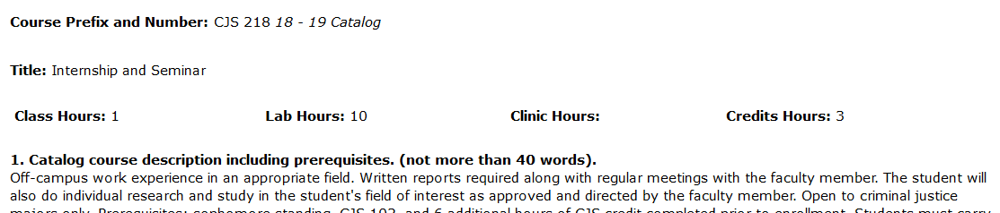 Course Prefix and Number: CJS 218 18 - 19 Catalog
Title: Internship and Seminar
Class Hours: 1 Lab Hours: 10 Clinic Hours: Credits Hours: 3
1. Catalog course description including prerequisites. (not more than 40 words).
Off-campus work experience in an appropriate field. Written reports required along with regular meetings with the faculty member. The student will
also do individual research and study in the student's field of interest as approved and directed by the faculty member. Open to criminal justice
majors only. Prerequisites: sophomore standing, CJS 102, and 6 additional hours of CJS credit completed prior to enrollment. Students must carry